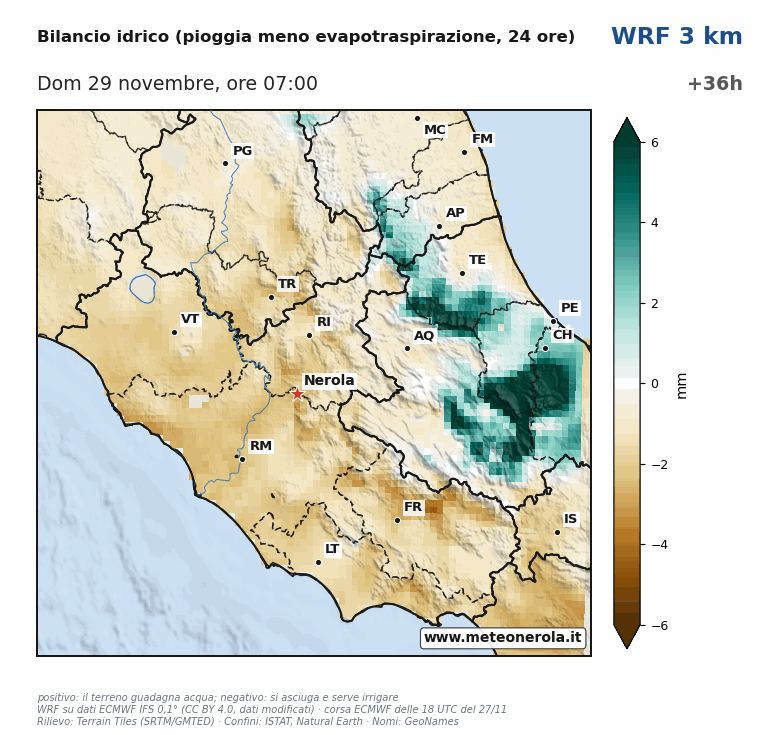 Bilancio idrico (pioggia meno evapotraspirazione, 24 ore)
WRF 3 km
Dom 29 novembre, ore 07:00
+36h
MC
FM
PG
AP
TE
TR
PE
VT
RI
AQ
CH
Nerola
RM
FR
IS
LT
www.meteonerola.it
6
4
2
0
−2
−4
−6
mm
positivo: il terreno guadagna acqua; negativo: si asciuga e serve irrigare
WRF su dati ECMWF IFS 0,1° (CC BY 4.0, dati modificati) · corsa ECMWF delle 18 UTC del 27/11
Rilievo: Terrain Tiles (SRTM/GMTED) · Confini: ISTAT, Natural Earth · Nomi: GeoNames